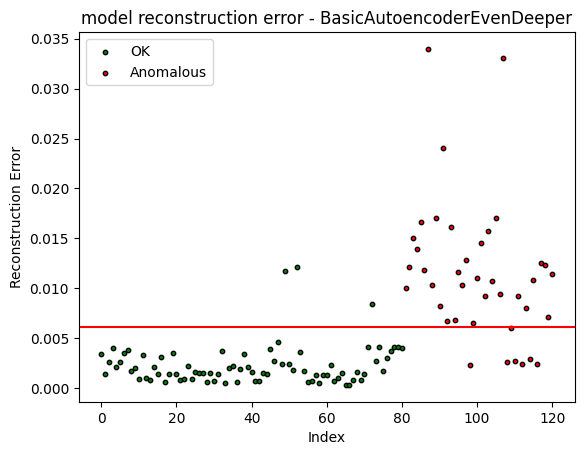 model reconstruction error - BasicAutoencoderEvenDeeper
OK
Anomalous
Reconstruction Error
0.035
0.030
0.025
0.020
0.015
0.010
0.005
0.000
0 20 40 60 80 100 120
Index